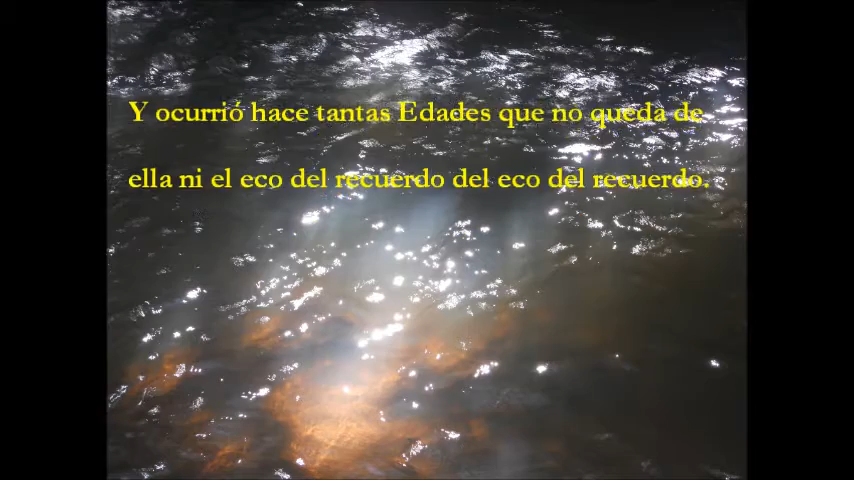 Y ocurrió hace tantas Edades que no queda de
ella ni el eco del recuerdo del eco del recuerdo.